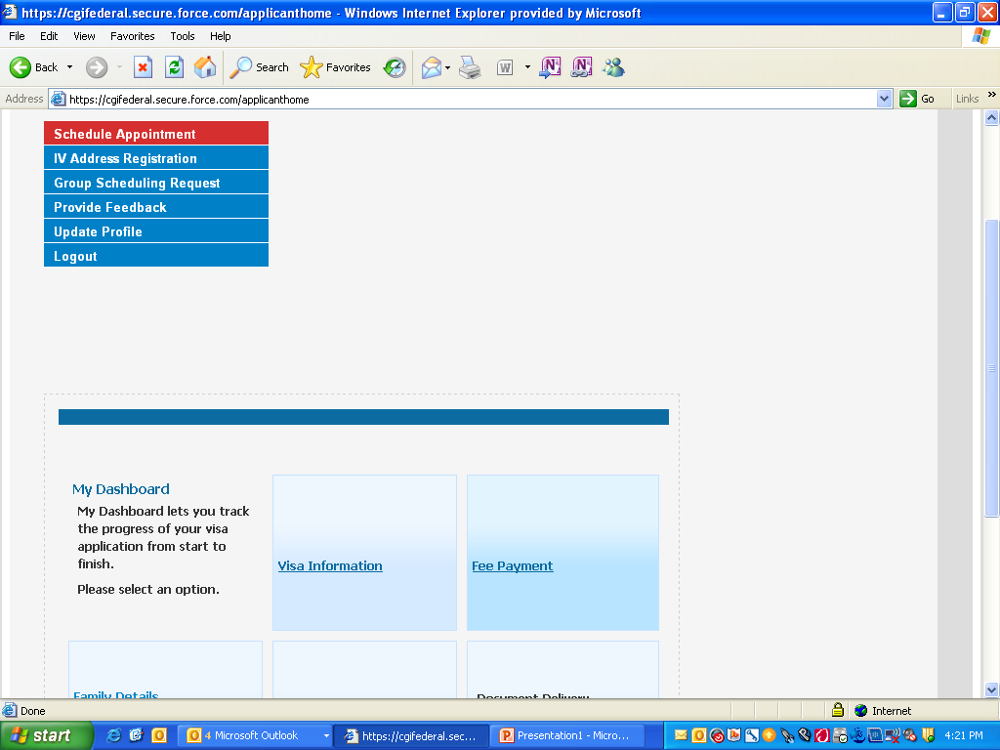 https://cgifederal.secure.force.com/applicanthome - Windows Internet Explorer provided by Microsoft
File Edit View Favorites Tools Help
Back Search Favorites
Address https://cgifederal.secure.force.com/applicanthome Go Links »
Schedule Appointment
IV Address Registration
Group Scheduling Request
Provide Feedback
Update Profile
Logout
My Dashboard
My Dashboard lets you track
the progress of your visa
application from start to
finish.
Please select an option.
Visa Information
Fee Payment
Family Details
Document Delivery
Done Internet
start 4 Microsoft Outlook https://cgifederal.sec... Presentation1 - Micro... 4:21 PM